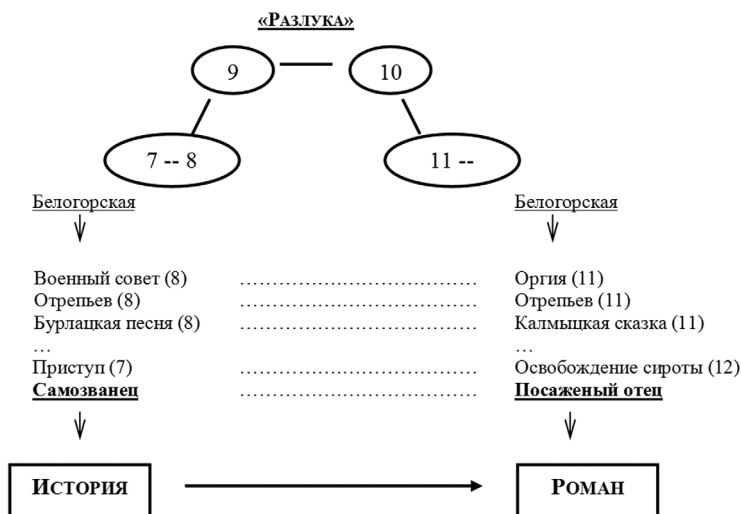 «РАЗЛУКА»
9 10
7 -- 8 11 --
Белогорская Белогорская
Военный совет (8) ........................................ Оргия (11)
Отрепьев (8) ........................................ Отрепьев (11)
Бурлацкая песня (8) ........................................ Калмыцкая сказка (11)
… …
Приступ (7) ........................................ Освобождение сироты (12)
Самозванец ........................................ Посаженый отец
ИСТОРИЯ РОМАН